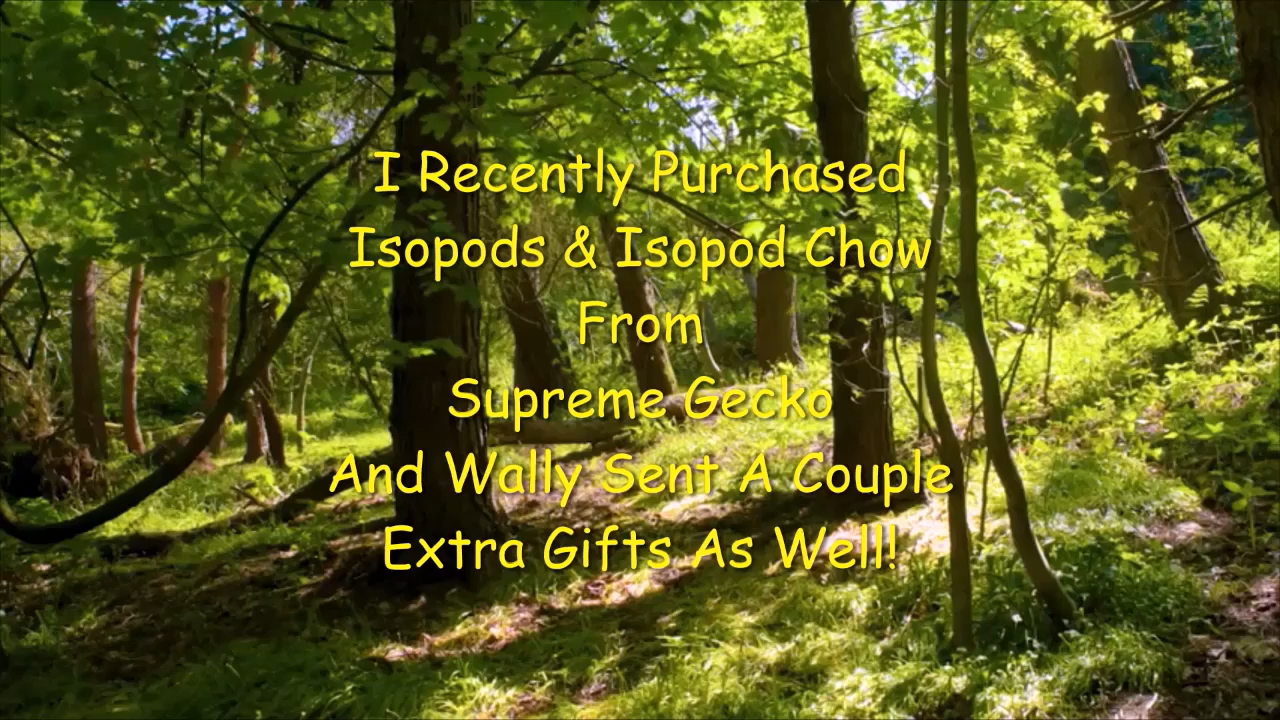 I Recently Purchased
Isopods & Isopod Chow
From
Supreme Gecko
And Wally Sent A Couple
Extra Gifts As Well!